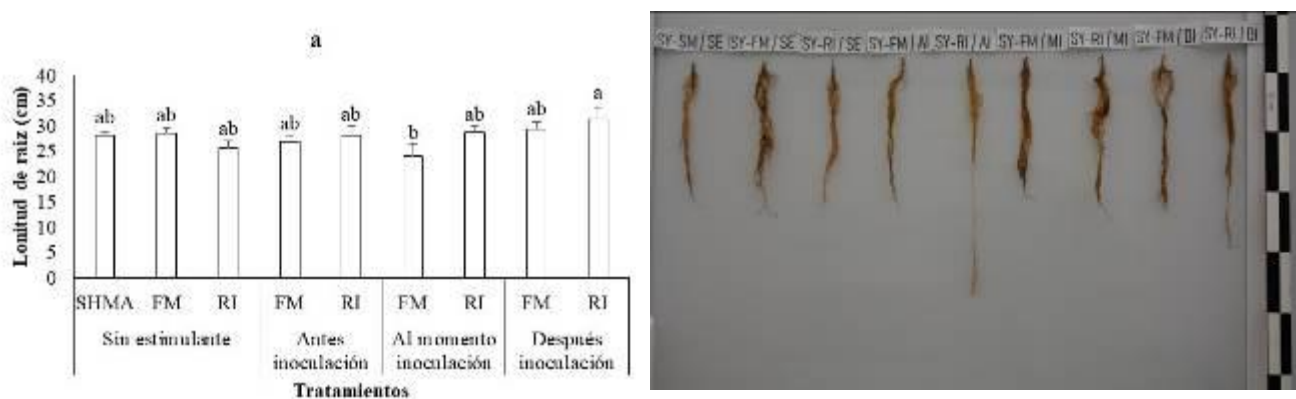 a
Lonitud de raiz (cm)
40
35
30
25
20
15
10
5
0
ab
ab
ab
ab
ab
b
ab
ab
a
SHMA FM RI FM RI FM RI FM RI
Sin estimulante Antes inoculación Al momento inoculación Después inoculación
Tratamientos
SY-SM/SE SY-FM/SE SY-RI/SE SY-FM/AI SY-RI/AI SY-FM/MI SY-RI/MI SY-FM/DI SY-RI/DI